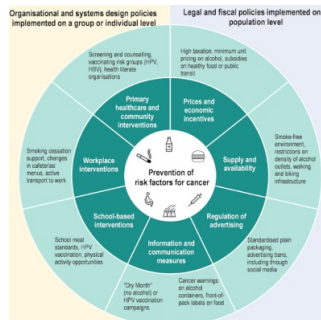 Organisational and systems design policies
implemented on a group or individual level
Legal and fiscal policies implemented on
population level
Screening and counselling,
vaccinating risk groups (HPV,
HBV), health literate
organisations
High taxation, minimum unit
pricing on alcohol, subsidies
on healthy food or public
transit
Primary
healthcare and
community
interventions
Prices and
economic
incentives
Smoking cessation
support, changes
in cafeterias'
menus, active
transport to work
Workplace
interventions
Prevention of
risk factors for cancer
Supply and
availability
Smoke-free
environment,
restrictions on
density of alcohol
outlets, walking
and biking
infrastructure
School-based
interventions
Regulation of
advertising
School meal
standards, HPV
vaccination, physical
activity opportunities
Information and
communication
measures
Standardised plain
packaging,
advertising bans,
including through
social media
"Dry Month"
(no alcohol) or
HPV vaccination
campaigns
Cancer warnings
on alcohol
containers, front-of-
pack labels on food